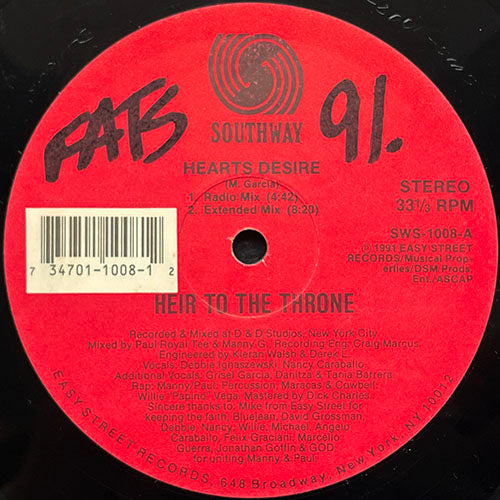 FATS 91.
SOUTHWAY
HEARTS DESIRE
(M. Garcia)
1. Radio Mix (4:42)
2. Extended Mix (8:20)
STEREO
33 1/3 RPM
SWS-1008-A
℗ 1991 EASY STREET
RECORDS/Musical Prop-
erties/DSM Prods.
Ent./ASCAP
7 34701-1008-1 2
HEIR TO THE THRONE
Recorded & Mixed at D & D Studios, New York City.
Mixed by Paul Royal Tee & Manny G., Recording Eng: Craig Marcus.
Engineered by Kieran Walsh & Derek L.
Vocals: Debbie Ignaszewski, Nancy Caraballo.
Additional Vocals: Grisel Garcia, Danitza & Tania Barrera.
Rap: Manny, Paul, Percussion, Maracas & Cowbell:
Willie "Papino" Vega. Mastered by Dick Charles.
Sincere thanks to: Mike from Easy Street for
keeping the faith. Bluejean, David Grossman,
Debbie, Nancy, Willie, Michael, Angelo
Caraballo, Felix Graciani, Marcello
Guerra, Jonathan Goffin & GOD
for uniting Manny & Paul.
EASY STREET RECORDS, 648 Broadway, New York, NY 10012